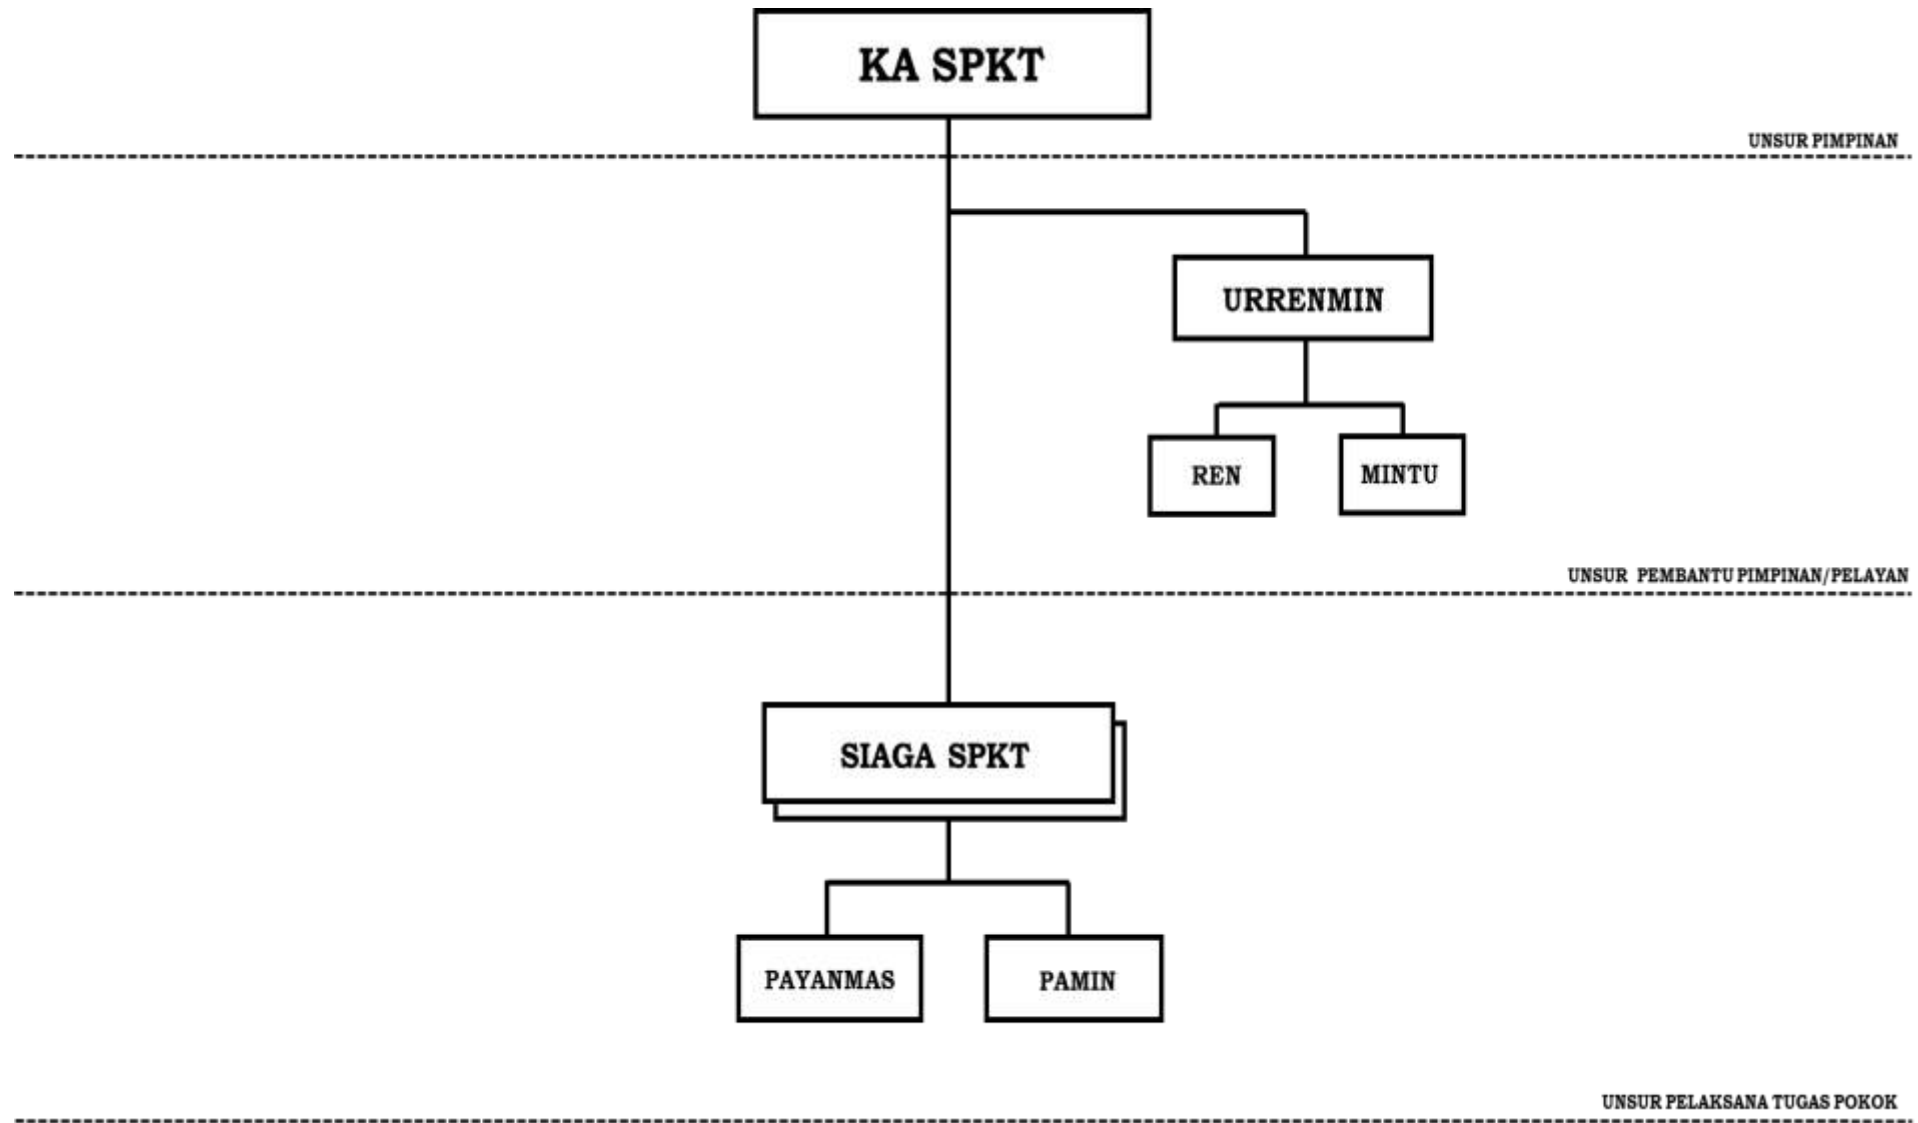 KA SPKT
UNSUR PIMPINAN
URRENMIN
REN
MINTU
UNSUR PEMBANTU PIMPINAN/PELAYAN
SIAGA SPKT
PAYANMAS
PAMIN
UNSUR PELAKSANA TUGAS POKOK